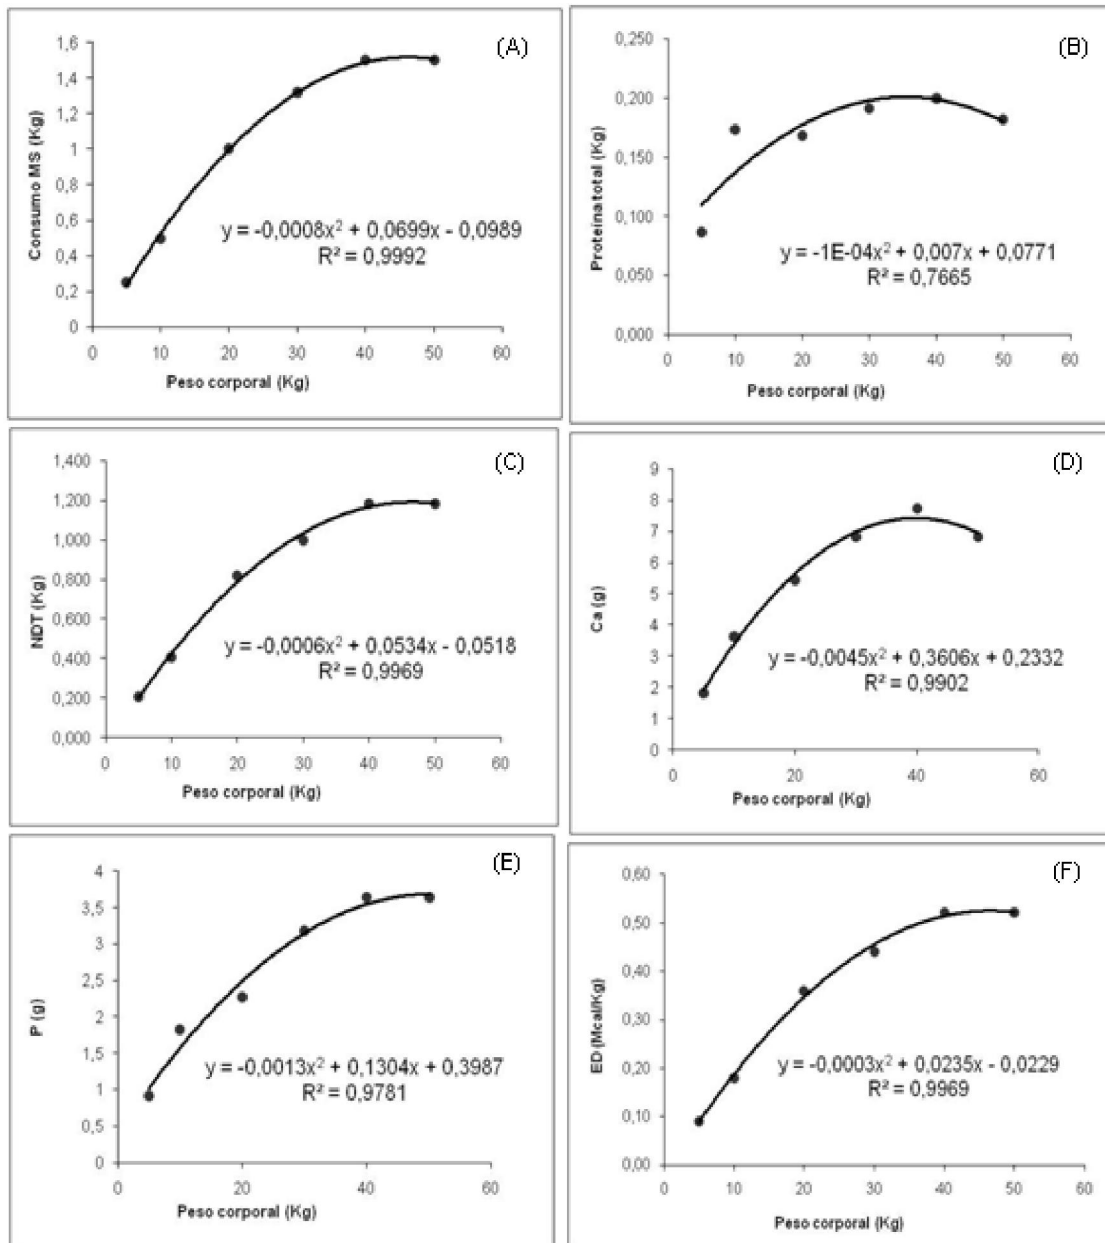 (A)
1,6
1,4
1,2
1
0,8
0,6
0,4
0,2
0
Consumo MS (Kg)
y = -0,0008x² + 0,0699x - 0,0989
R² = 0,9992
0 10 20 30 40 50 60
Peso corporal (Kg)
(B)
0,250
0,200
0,150
0,100
0,050
0,000
Proteina total (Kg)
y = -1E-04x² + 0,007x + 0,0771
R² = 0,7665
0 10 20 30 40 50 60
Peso corporal (Kg)
(C)
1,400
1,200
1,000
0,800
0,600
0,400
0,200
0,000
NDT (Kg)
y = -0,0006x² + 0,0534x - 0,0518
R² = 0,9969
0 10 20 30 40 50 60
Peso corporal (Kg)
(D)
9
8
7
6
5
4
3
2
1
0
Ca (g)
y = -0,0045x² + 0,3606x + 0,2332
R² = 0,9902
0 20 40 60
Peso corporal (Kg)
(E)
4
3,5
3
2,5
2
1,5
1
0,5
0
P (g)
y = -0,0013x² + 0,1304x + 0,3987
R² = 0,9781
0 20 40 60
Peso corporal (Kg)
(F)
0,60
0,50
0,40
0,30
0,20
0,10
0,00
ED (Mcal/Kg)
y = -0,0003x² + 0,0235x - 0,0229
R² = 0,9969
0 10 20 30 40 50 60
Peso corporal (Kg)